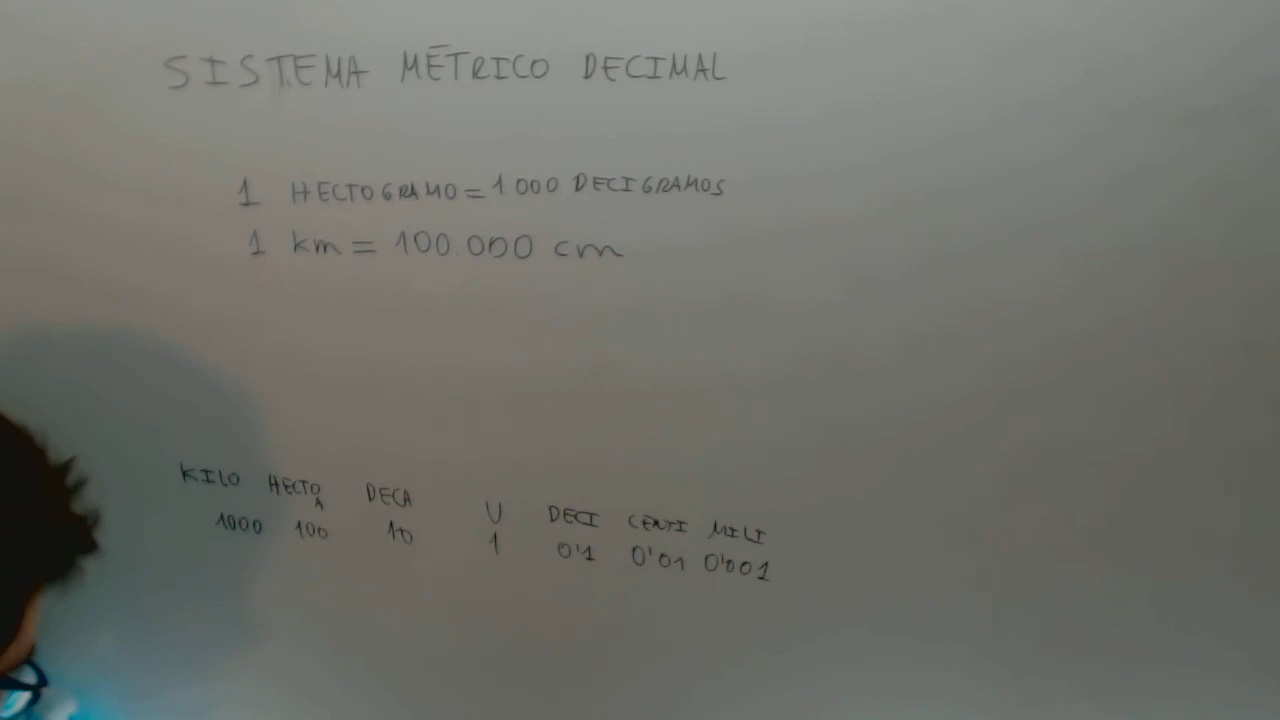 SISTEMA MÉTRICO DECIMAL
1 HECTOGRAMO = 1 000 DECIGRAMOS
1 km = 100 000 cm
KILO HECTO DECA U DECI CENTI MILI
A
1000 100 10 1 0'1 0'01 0'001